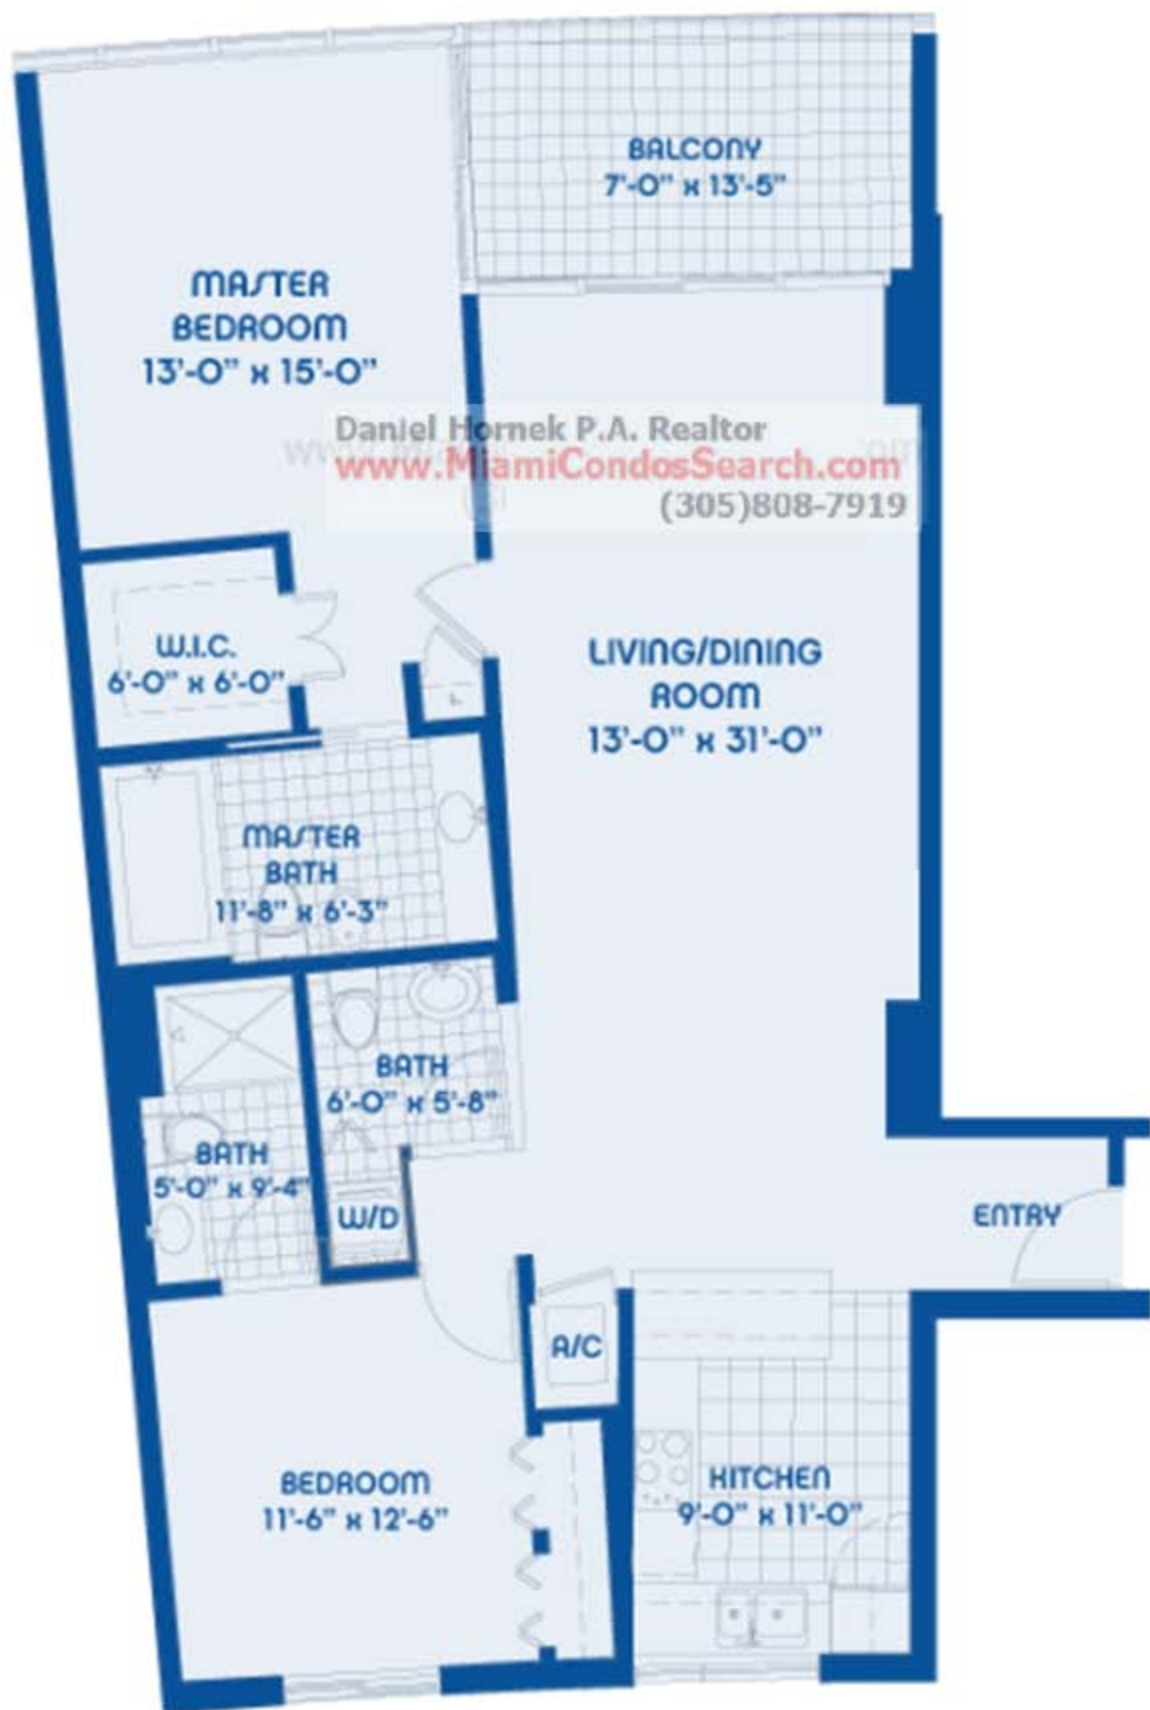 BALCONY
7'-0" x 13'-5"
MASTER
BEDROOM
13'-0" x 15'-0"
Daniel Hornek P.A. Realtor
www.MiamiCondosSearch.com
(305)808-7919
W.I.C.
6'-0" x 6'-0"
L
LIVING/DINING
ROOM
13'-0" x 31'-0"
MASTER
BATH
11'-8" x 6'-3"
BATH
6'-0" x 5'-8"
BATH
5'-0" x 9'-4"
W/D
ENTRY
A/C
BEDROOM
11'-6" x 12'-6"
KITCHEN
9'-0" x 11'-0"